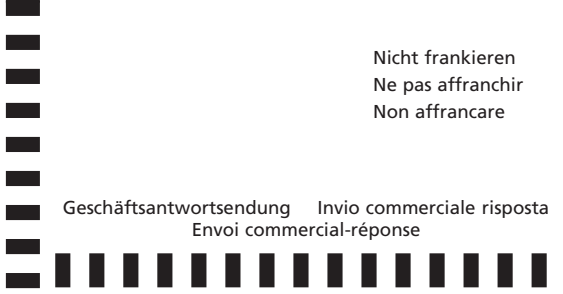 Nicht frankieren
Ne pas affranchir
Non affrancare
Geschäftsantwortsendung Invio commerciale risposta
Envoi commercial-réponse